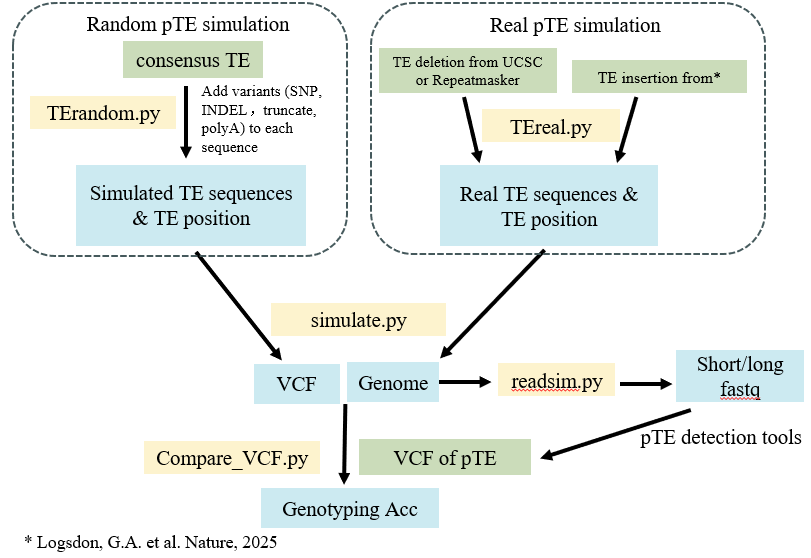 Random pTE simulation
consensus TE
TErandom.py
Add variants (SNP,
INDEL，truncate,
polyA) to each
sequence
Simulated TE sequences
& TE position
Real pTE simulation
TE deletion from UCSC
or Repeatmasker
TE insertion from*
TEreal.py
Real TE sequences &
TE position
simulate.py
VCF
Genome
readsim.py
Short/long
fastq
pTE detection tools
Compare_VCF.py
VCF of pTE
Genotyping Acc
* Logsdon, G.A. et al. Nature, 2025